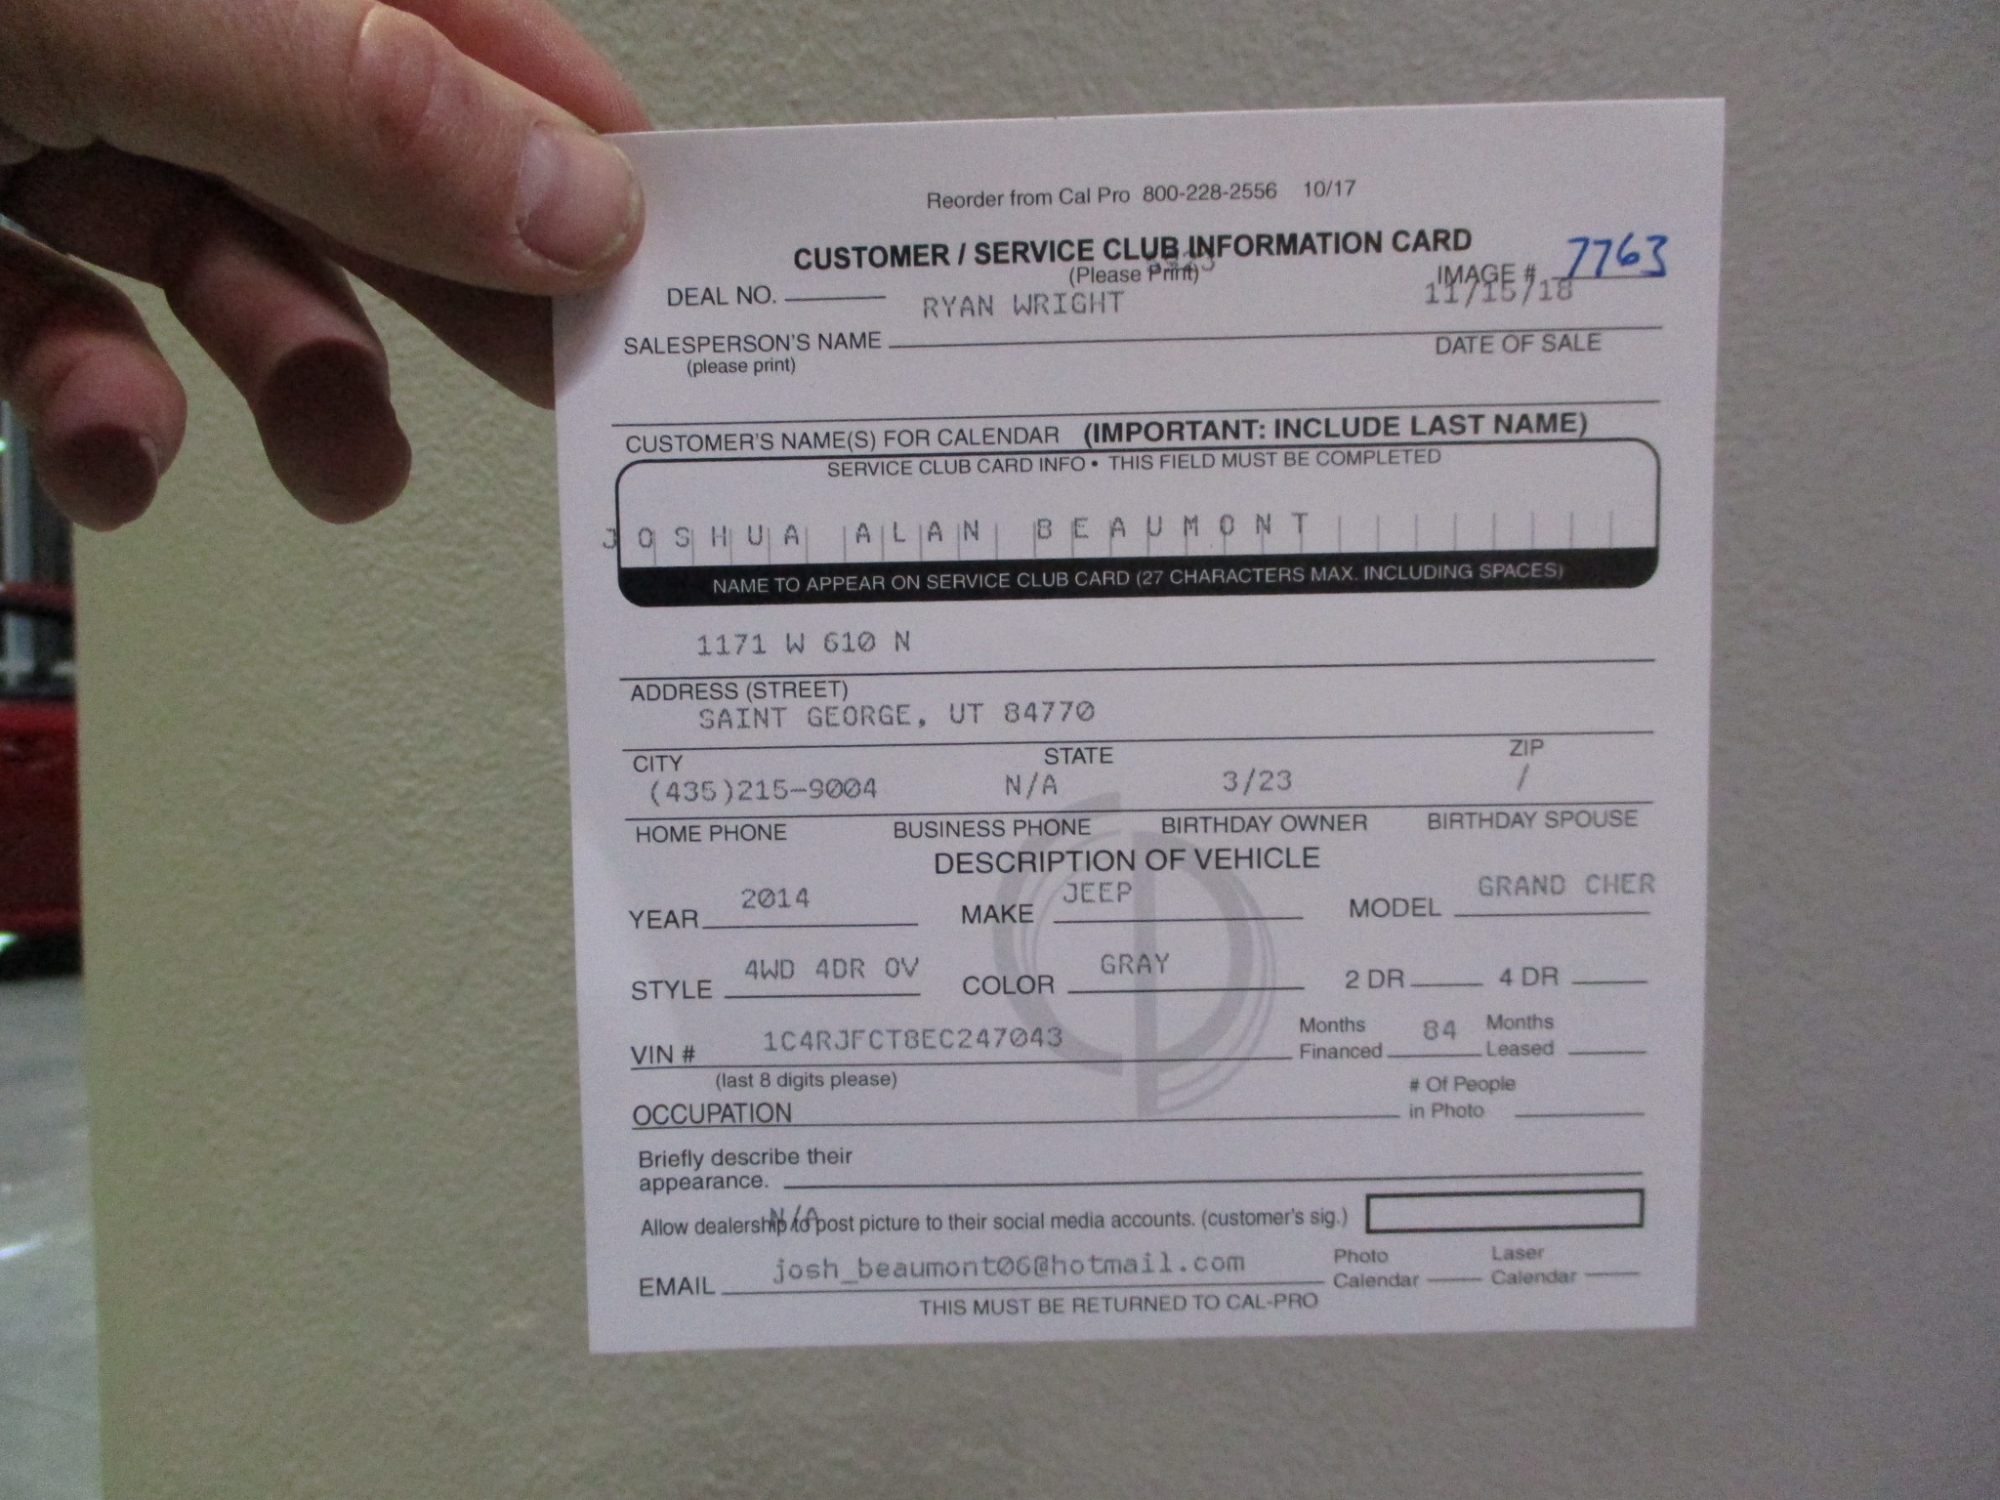 Reorder from Cal Pro 800-228-2556 10/17
CUSTOMER / SERVICE CLUB INFORMATION CARD
(Please Print)
IMAGE # 7763
DEAL NO.
RYAN WRIGHT 11/15/18
SALESPERSON'S NAME DATE OF SALE
(please print)
CUSTOMER'S NAME(S) FOR CALENDAR (IMPORTANT: INCLUDE LAST NAME)
SERVICE CLUB CARD INFO • THIS FIELD MUST BE COMPLETED
JOSHUA ALAN BEAUMONT
NAME TO APPEAR ON SERVICE CLUB CARD (27 CHARACTERS MAX. INCLUDING SPACES)
1171 W 610 N
ADDRESS (STREET)
SAINT GEORGE, UT 84770
CITY STATE ZIP
(435)215-9004 N/A 3/23 /
HOME PHONE BUSINESS PHONE BIRTHDAY OWNER BIRTHDAY SPOUSE
DESCRIPTION OF VEHICLE
YEAR 2014 MAKE JEEP MODEL GRAND CHER
STYLE 4WD 4DR OV COLOR GRAY 2 DR 4 DR
VIN # 1C4RJFCT8EC247043 Months Financed 84 Months Leased
(last 8 digits please)
OCCUPATION # Of People in Photo
Briefly describe their
appearance.
N/A
Allow dealership to post picture to their social media accounts. (customer's sig.)
EMAIL josh_beaumont06@hotmail.com Photo Calendar Laser Calendar
THIS MUST BE RETURNED TO CAL-PRO